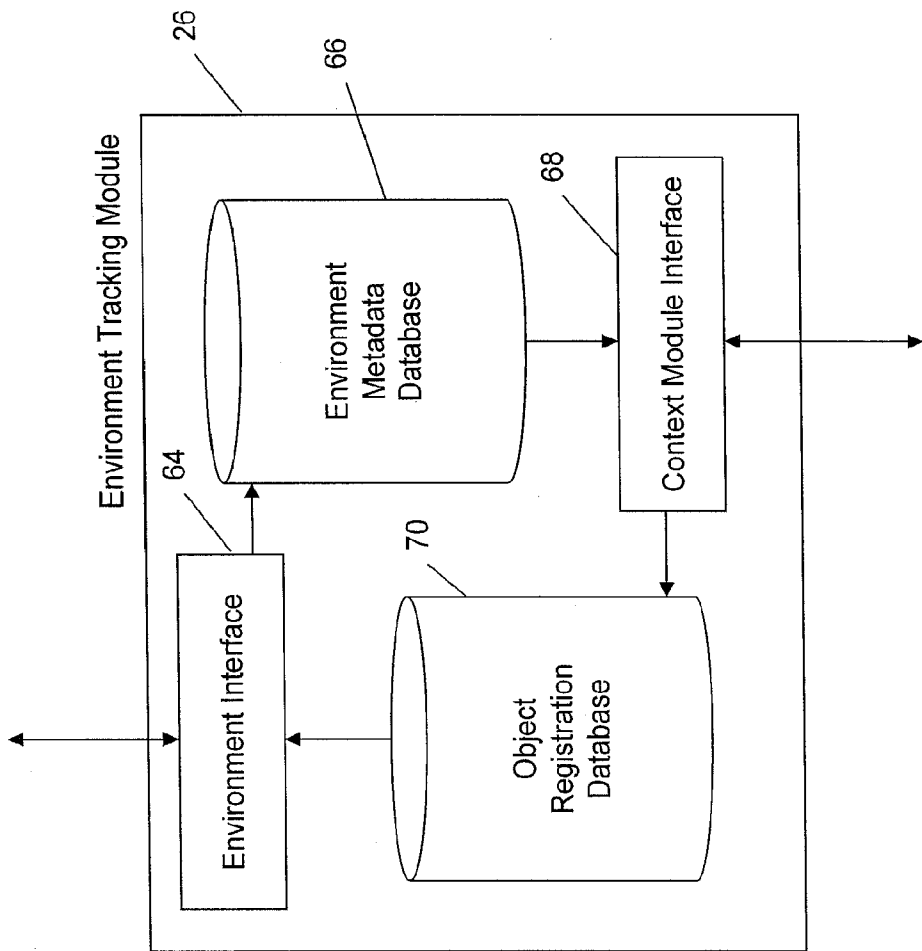 Environment Tracking Module
26
64
Environment Interface
66
Environment
Metadata
Database
70
Object
Registration
Database
68
Context Module Interface